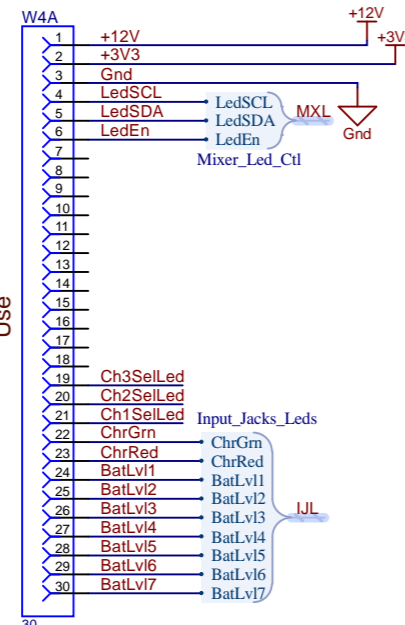 W4A
+12V
+3V
1 +12V
2 +3V3
3 Gnd
4 LedSCL LedSCL
5 LedSDA LedSDA MXL
6 LedEn LedEn
Gnd
Mixer_Led_Ctl
7
8
9
10
11
12
13
14
15
16
17
18
Use
19 Ch3SelLed
20 Ch2SelLed
21 Ch1SelLed
Input_Jacks_Leds
22 ChrGrn ChrGrn
23 ChrRed ChrRed
24 BatLvl1 BatLvl1
25 BatLvl2 BatLvl2
26 BatLvl3 BatLvl3 IJL
27 BatLvl4 BatLvl4
28 BatLvl5 BatLvl5
29 BatLvl6 BatLvl6
30 BatLvl7 BatLvl7
30